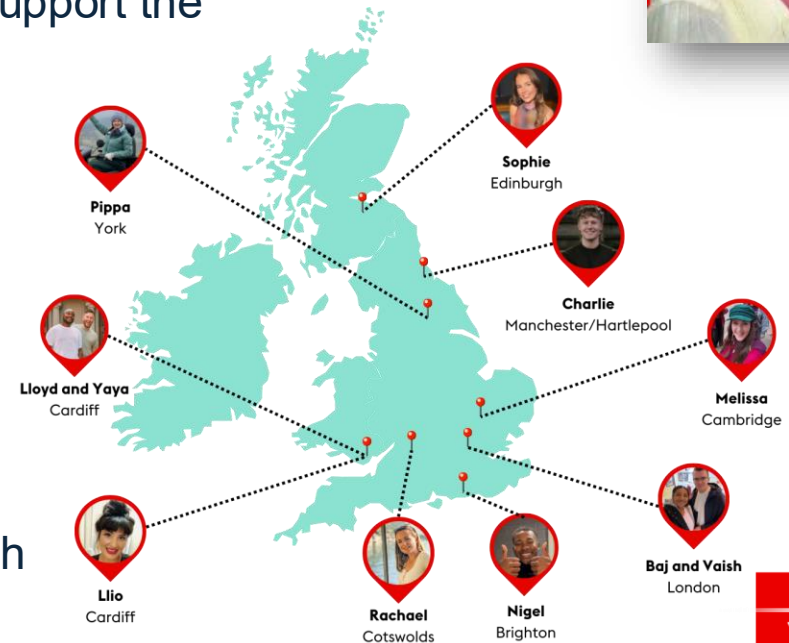 upport the
Sophie
Edinburgh
Pippa
York
Charlie
Manchester/Hartlepool
Lloyd and Yaya
Cardiff
Melissa
Cambridge
h
Llio
Cardiff
Rachael
Cotswolds
Nigel
Brighton
Baj and Vaish
London